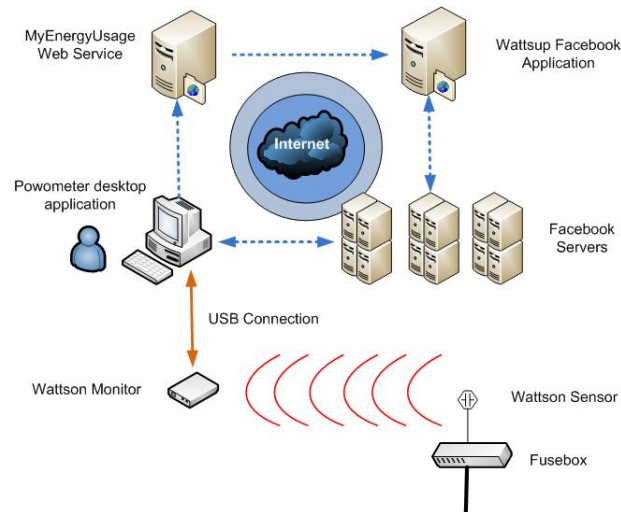 MyEnergyUsage
Web Service
Wattsup Facebook
Application
Internet
Powometer desktop
application
Facebook
Servers
USB Connection
Wattson Monitor
Wattson Sensor
Fusebox